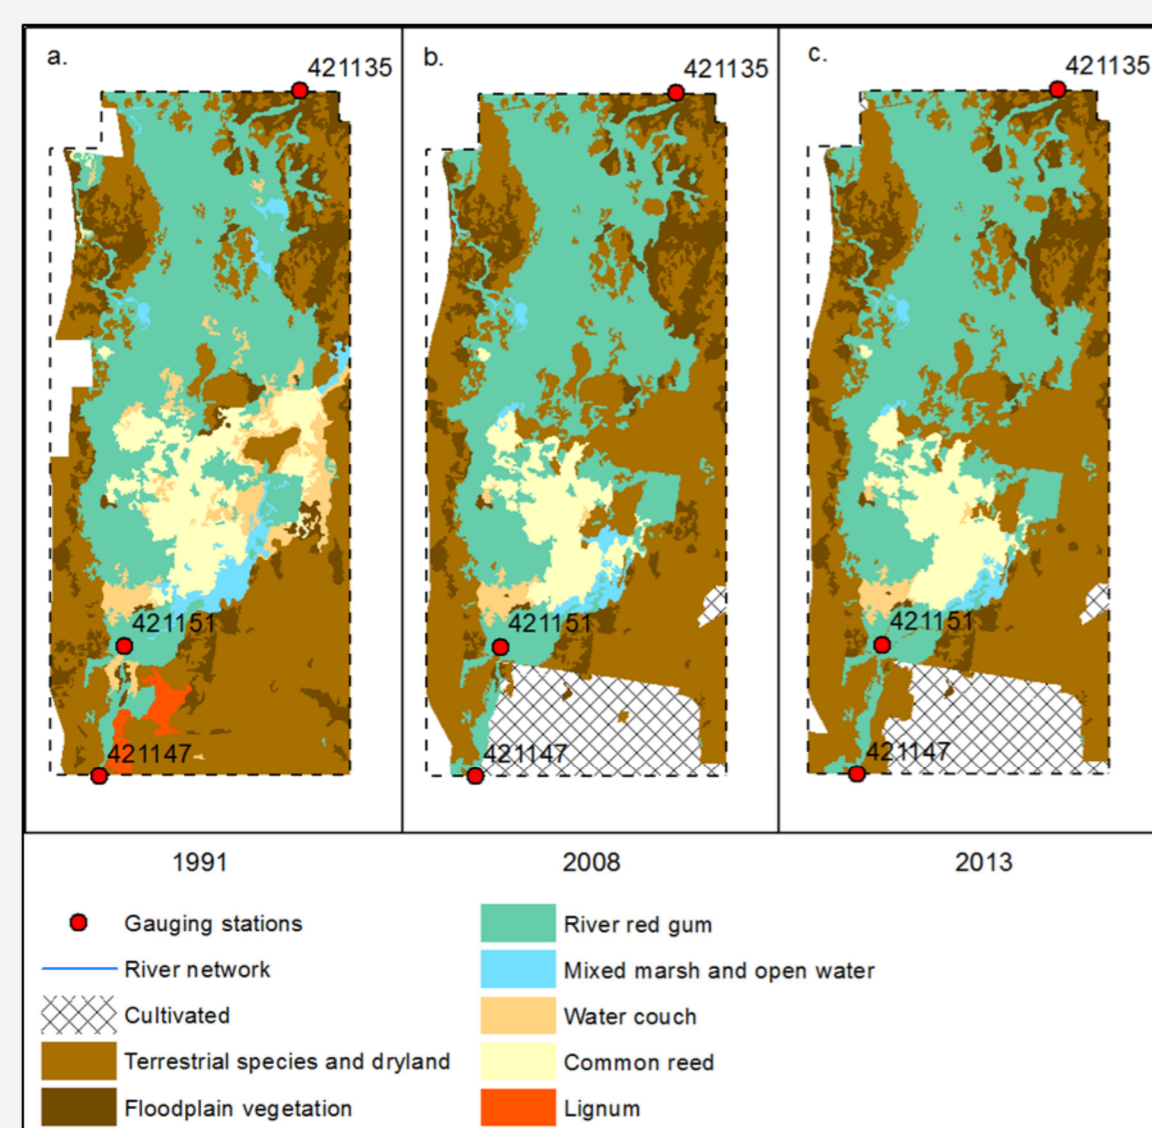 a.
421135
421151
421147
b.
421135
421151
421147
c.
421135
421151
421147
1991
2008
2013
Gauging stations
River network
Cultivated
Terrestrial species and dryland
Floodplain vegetation
River red gum
Mixed marsh and open water
Water couch
Common reed
Lignum